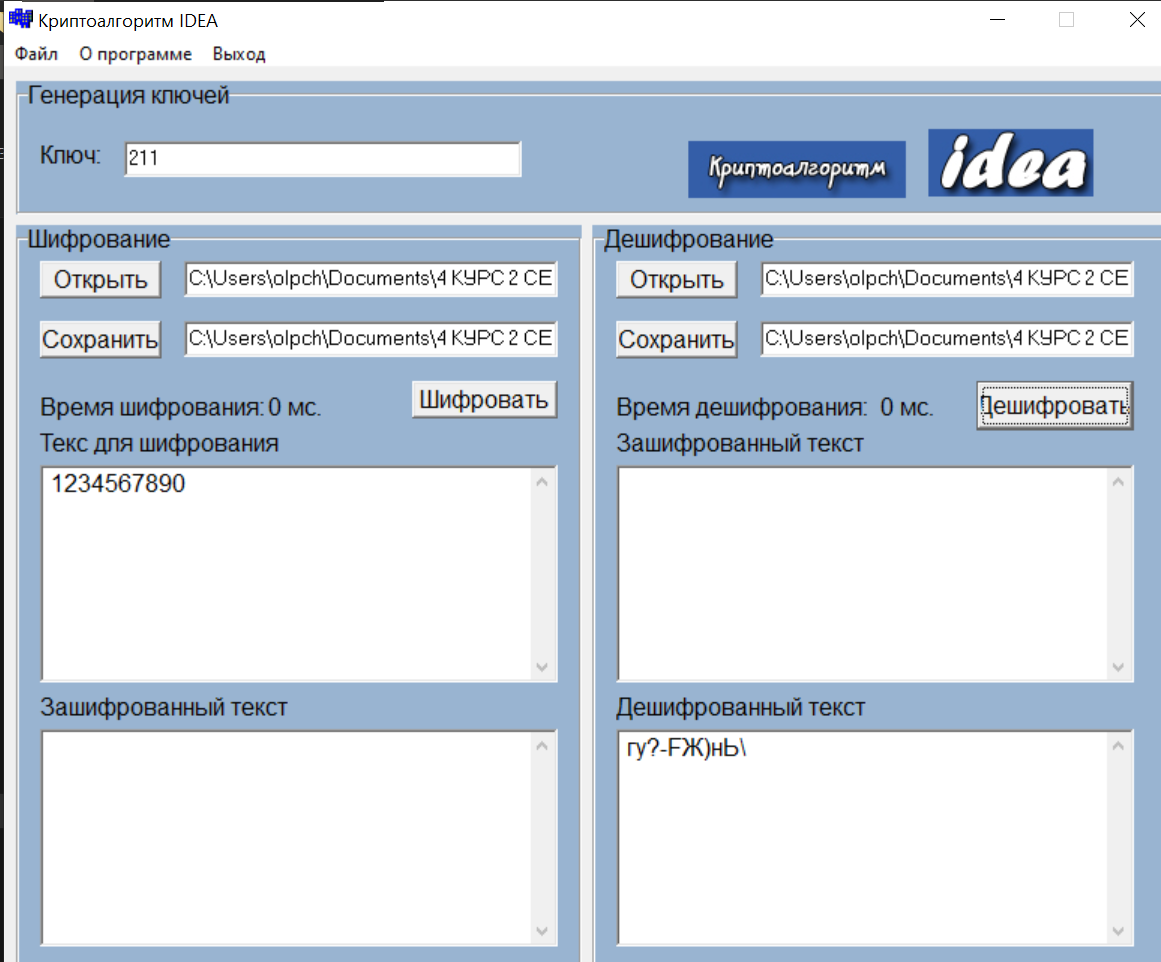 Криптоалгоритм IDEA
Файл О программе Выход
Генерация ключей
Ключ: 211
Криптоалгоритм idea
Шифрование
Открыть C:\Users\olpch\Documents\4 КУРС 2 СЕ
Сохранить C:\Users\olpch\Documents\4 КУРС 2 СЕ
Шифровать
Время шифрования: 0 мс.
Текс для шифрования
1234567890
Зашифрованный текст
Дешифрование
Открыть C:\Users\olpch\Documents\4 КУРС 2 СЕ
Сохранить C:\Users\olpch\Documents\4 КУРС 2 СЕ
Время дешифрования: 0 мс.
Дешифровать
Зашифрованный текст
Дешифрованный текст
гу?-FЖ)нЬ\